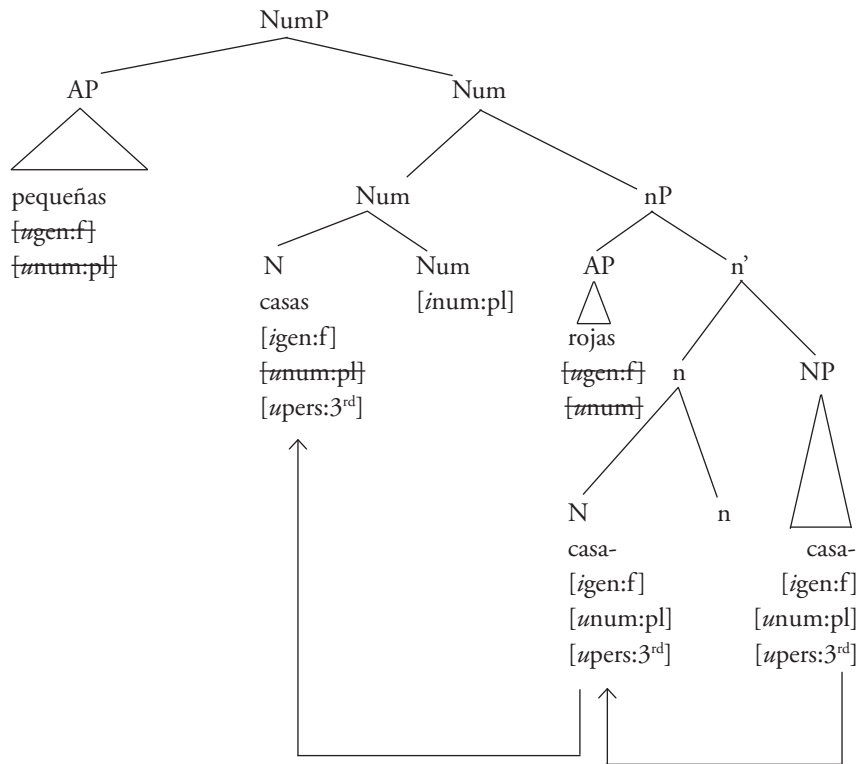 NumP
AP Num
pequeñas
[ugen:f]
[unum:pl]
Num nP
N Num AP n’
casas [inum:pl]
[igen:f]
[unum:pl]
[upers:3rd]
rojas
[ugen:f]
[unum]
n NP
N n
casa-
[igen:f]
[unum:pl]
[upers:3rd]
casa-
[igen:f]
[unum:pl]
[upers:3rd]